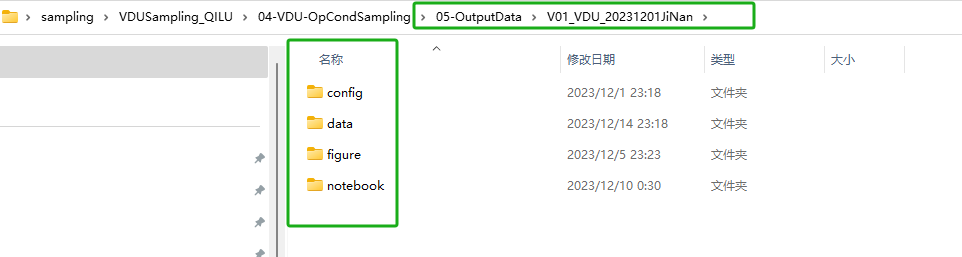 sampling > VDUSampling_QILU > 04-VDU-OpCondSampling > 05-OutputData > V01_VDU_20231201JiNan >
名称 修改日期 类型 大小
config 2023/12/1 23:18 文件夹
data 2023/12/14 23:18 文件夹
figure 2023/12/5 23:23 文件夹
notebook 2023/12/10 0:30 文件夹